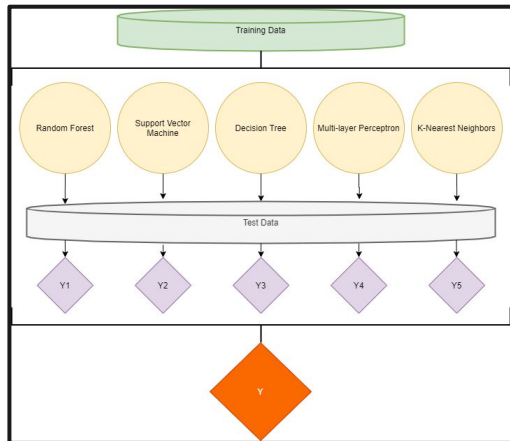 Training Data
Random Forest
Support Vector
Machine
Decision Tree
Multi-layer Perceptron
K-Nearest Neighbors
Test Data
Y1
Y2
Y3
Y4
Y5
Y